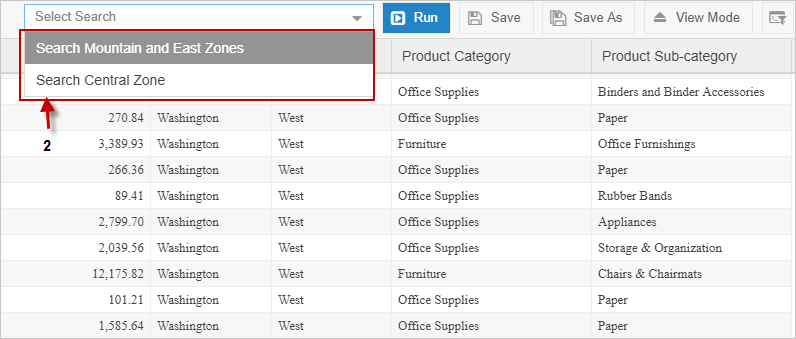 Select Search Run Save Save As View Mode
Search Mountain and East Zones Product Category Product Sub-category
Search Central Zone
Office Supplies Binders and Binder Accessories
270.84 Washington West Office Supplies Paper
2 3,389.93 Washington West Furniture Office Furnishings
266.36 Washington West Office Supplies Paper
89.41 Washington West Office Supplies Rubber Bands
2,799.70 Washington West Office Supplies Appliances
2,039.56 Washington West Office Supplies Storage & Organization
12,175.82 Washington West Furniture Chairs & Chairmats
101.21 Washington West Office Supplies Paper
1,585.64 Washington West Office Supplies Paper